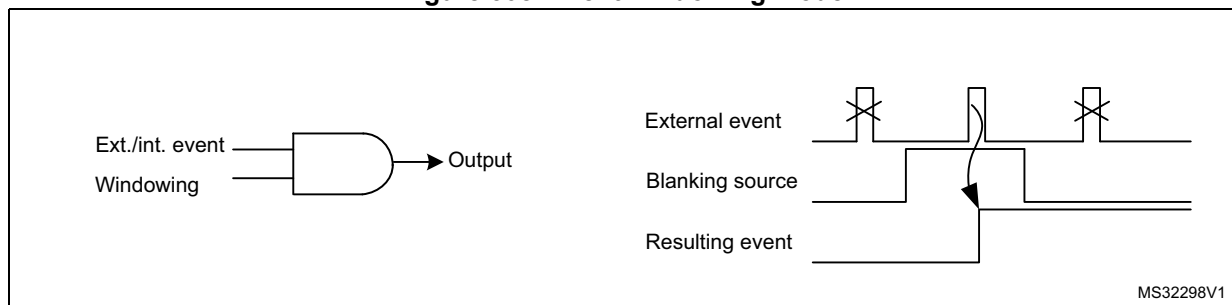 Ext./int. event
Windowing
Output
External event
Blanking source
Resulting event
MS32298V1